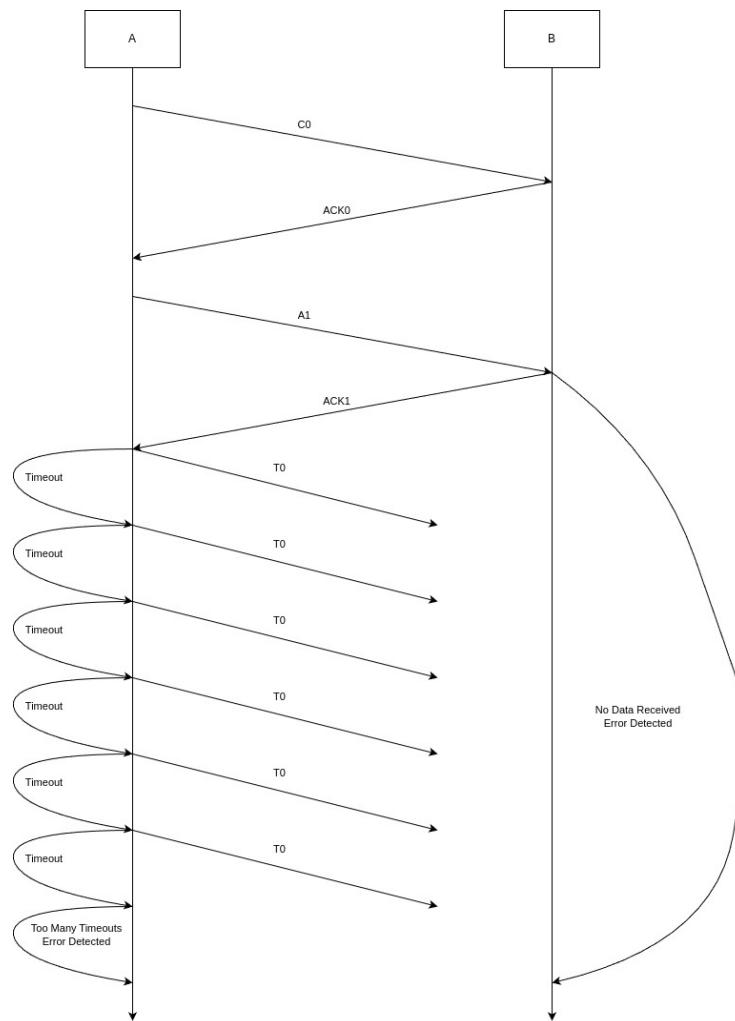 A
B
C0
ACK0
A1
ACK1
T0
Timeout
T0
Timeout
T0
Timeout
T0
Timeout
No Data Received
Error Detected
T0
Timeout
T0
Timeout
Too Many Timeouts
Error Detected